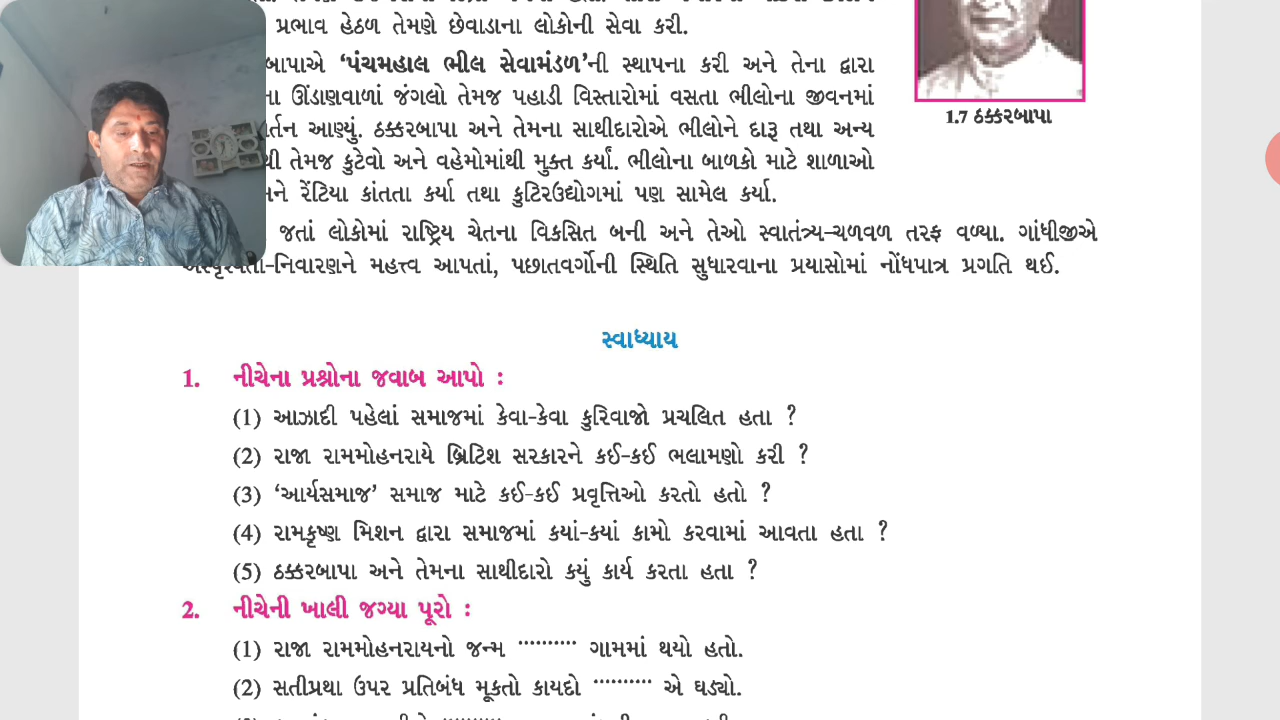 પ્રભાવ હેઠળ તેમણે છેવાડાના લોકોની સેવા કરી.
બાપાએ ‘પંચમહાલ ભીલ સેવામંડળ’ની સ્થાપના કરી અને તેના દ્વારા
ના ઊંડાણવાળાં જંગલો તેમજ પહાડી વિસ્તારોમાં વસતા ભીલોના જીવનમાં
ર્તન આણ્યું. ઠક્કરબાપા અને તેમના સાથીદારોએ ભીલોને દારૂ તથા અન્ય
1.7 ઠક્કરબાપા
થી તેમજ કુટેવો અને વહેમોમાંથી મુક્ત કર્યાં. ભીલોના બાળકો માટે શાળાઓ
મને રેંટિયા કાંતતા કર્યા તથા કુટિરઉદ્યોગમાં પણ સામેલ કર્યા.
જતાં લોકોમાં રાષ્ટ્રિય ચેતના વિકસિત બની અને તેઓ સ્વાતંત્ર્ય-ચળવળ તરફ વળ્યા. ગાંધીજીએ
અસ્પૃશ્યતા-નિવારણને મહત્ત્વ આપતાં, પછાતવર્ગોની સ્થિતિ સુધારવાના પ્રયાસોમાં નોંધપાત્ર પ્રગતિ થઈ.
સ્વાધ્યાય
1. નીચેના પ્રશ્નોના જવાબ આપો :
(1) આઝાદી પહેલાં સમાજમાં કેવા-કેવા કુરિવાજો પ્રચલિત હતા ?
(2) રાજા રામમોહનરાયે બ્રિટિશ સરકારને કઈ-કઈ ભલામણો કરી ?
(3) ‘આર્યસમાજ’ સમાજ માટે કઈ-કઈ પ્રવૃત્તિઓ કરતો હતો ?
(4) રામકૃષ્ણ મિશન દ્વારા સમાજમાં કયાં-કયાં કામો કરવામાં આવતા હતા ?
(5) ઠક્કરબાપા અને તેમના સાથીદારો કયું કાર્ય કરતા હતા ?
2. નીચેની ખાલી જગ્યા પૂરો :
(1) રાજા રામમોહનરાયનો જન્મ .......... ગામમાં થયો હતો.
(2) સતીપ્રથા ઉપર પ્રતિબંધ મૂકતો કાયદો .......... એ ઘડ્યો.